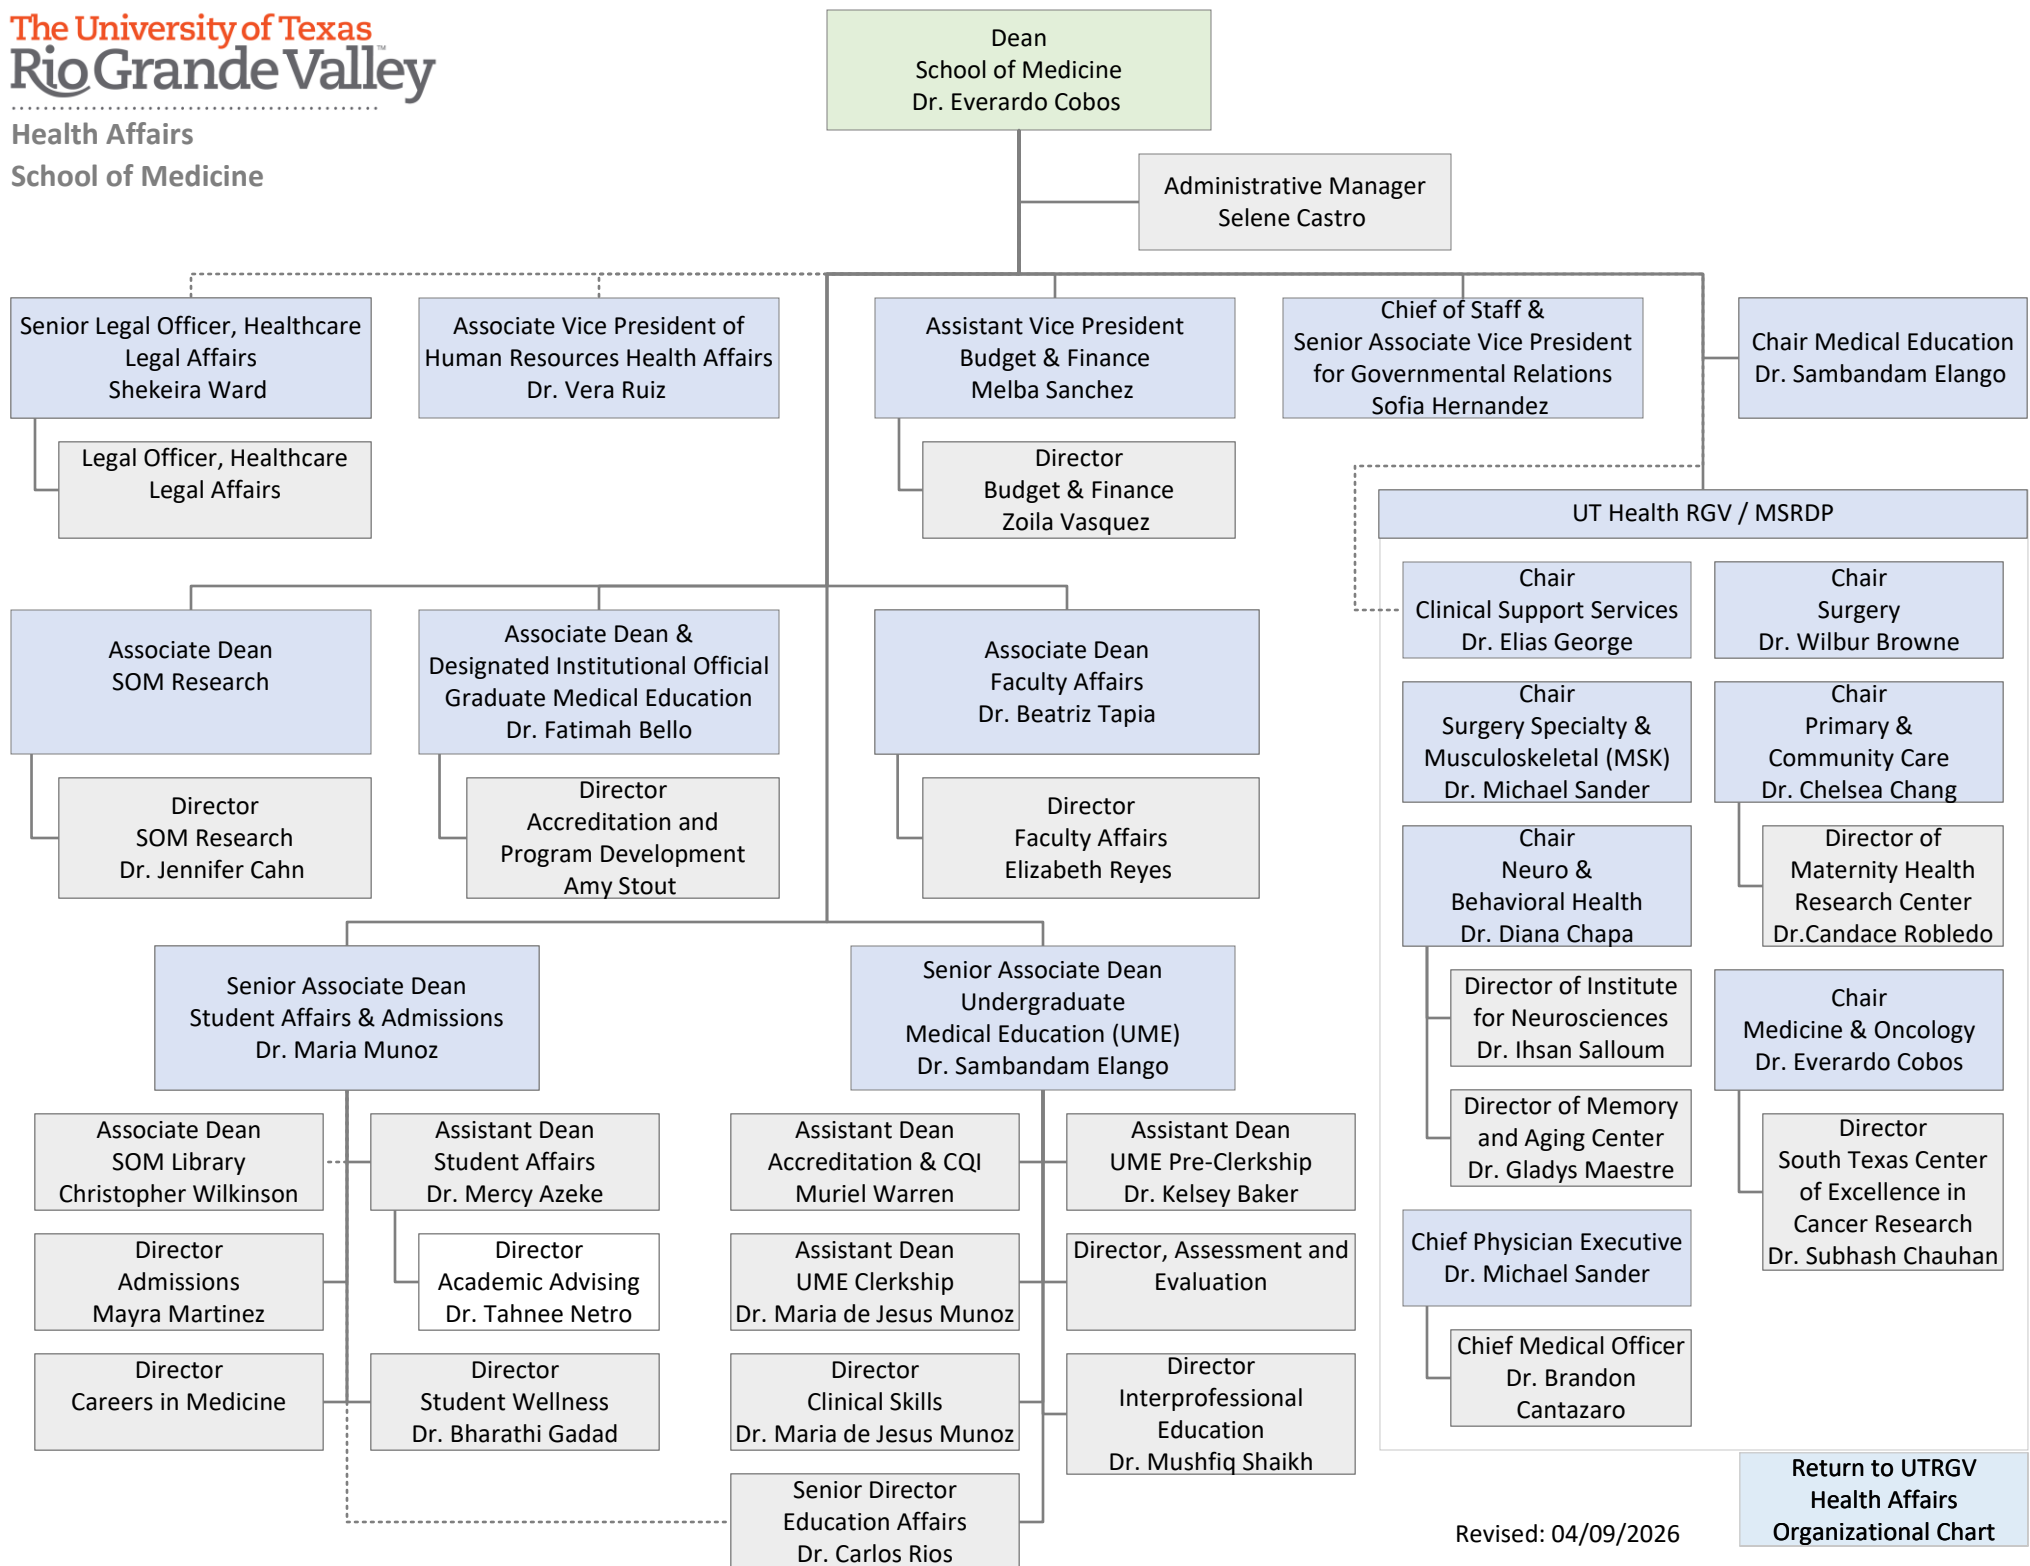 The University of Texas
Rio Grande Valley™
Health Affairs
School of Medicine
Dean
School of Medicine
Dr. Everardo Cobos
Administrative Manager
Selene Castro
Senior Legal Officer, Healthcare
Legal Affairs
Shekeira Ward
Legal Officer, Healthcare
Legal Affairs
Associate Vice President of
Human Resources Health Affairs
Dr. Vera Ruiz
Assistant Vice President
Budget & Finance
Melba Sanchez
Director
Budget & Finance
Zoila Vasquez
Chief of Staff &
Senior Associate Vice President
for Governmental Relations
Sofia Hernandez
Chair Medical Education
Dr. Sambandam Elango
Associate Dean
SOM Research
Director
SOM Research
Dr. Jennifer Cahn
Associate Dean &
Designated Institutional Official
Graduate Medical Education
Dr. Fatimah Bello
Director
Accreditation and
Program Development
Amy Stout
Associate Dean
Faculty Affairs
Dr. Beatriz Tapia
Director
Faculty Affairs
Elizabeth Reyes
Senior Associate Dean
Student Affairs & Admissions
Dr. Maria Munoz
Associate Dean
SOM Library
Christopher Wilkinson
Assistant Dean
Student Affairs
Dr. Mercy Azeke
Director
Admissions
Mayra Martinez
Director
Academic Advising
Dr. Tahnee Netro
Director
Careers in Medicine
Director
Student Wellness
Dr. Bharathi Gadad
Senior Associate Dean
Undergraduate
Medical Education (UME)
Dr. Sambandam Elango
Assistant Dean
Accreditation & CQI
Muriel Warren
Assistant Dean
UME Pre-Clerkship
Dr. Kelsey Baker
Assistant Dean
UME Clerkship
Dr. Maria de Jesus Munoz
Director, Assessment and
Evaluation
Director
Clinical Skills
Dr. Maria de Jesus Munoz
Director
Interprofessional
Education
Dr. Mushfiq Shaikh
Senior Director
Education Affairs
Dr. Carlos Rios
UT Health RGV / MSRDP
Chair
Clinical Support Services
Dr. Elias George
Chair
Surgery
Dr. Wilbur Browne
Chair
Surgery Specialty &
Musculoskeletal (MSK)
Dr. Michael Sander
Chair
Primary &
Community Care
Dr. Chelsea Chang
Director of
Maternity Health
Research Center
Dr.Candace Robledo
Chair
Neuro &
Behavioral Health
Dr. Diana Chapa
Director of Institute
for Neurosciences
Dr. Ihsan Salloum
Director of Memory
and Aging Center
Dr. Gladys Maestre
Chair
Medicine & Oncology
Dr. Everardo Cobos
Director
South Texas Center
of Excellence in
Cancer Research
Dr. Subhash Chauhan
Chief Physician Executive
Dr. Michael Sander
Chief Medical Officer
Dr. Brandon
Cantazaro
Return to UTRGV
Health Affairs
Organizational Chart
Revised: 04/09/2026